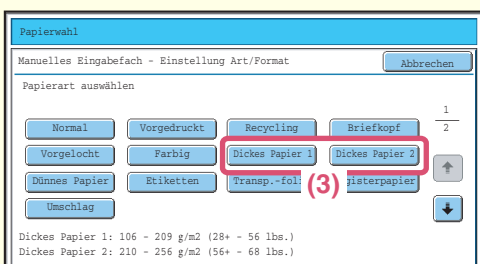 Papierwahl
Manuelles Eingabefach - Einstellung Art/Format
Abbrechen
Papierart auswählen
1
2
Normal Vorgedruckt Recycling Briefkopf
Vorgelocht Farbig Dickes Papier 1 Dickes Papier 2
Dünnes Papier Etiketten (3)
Umschlag
Dickes Papier 1: 106 - 209 g/m2 (28+ - 56 lbs.)
Dickes Papier 2: 210 - 256 g/m2 (56+ - 68 lbs.)